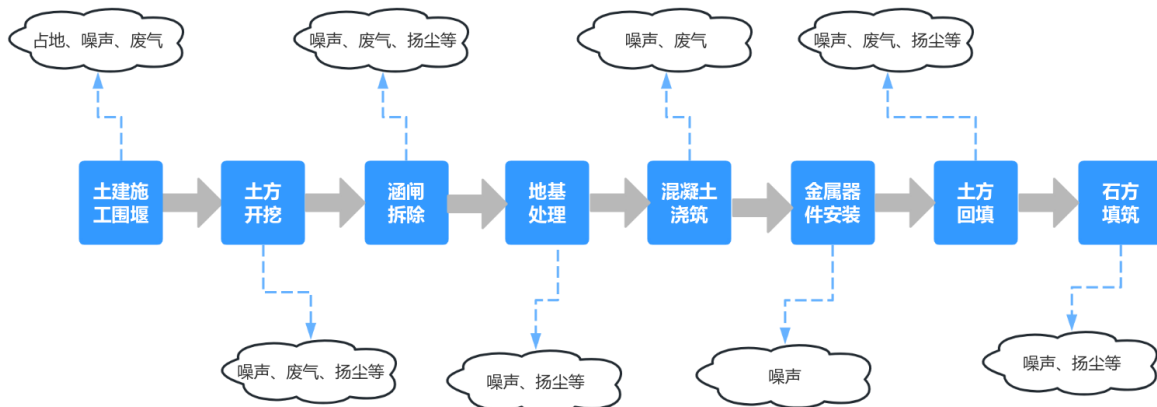 占地、噪声、废气
噪声、废气、扬尘等
噪声、废气
噪声、废气、扬尘等
土建施
工围堰
土方
开挖
涵闸
拆除
地基
处理
混凝土
浇筑
金属器
件安装
土方
回填
石方
填筑
噪声、废气、扬尘等
噪声、扬尘等
噪声
噪声、扬尘等